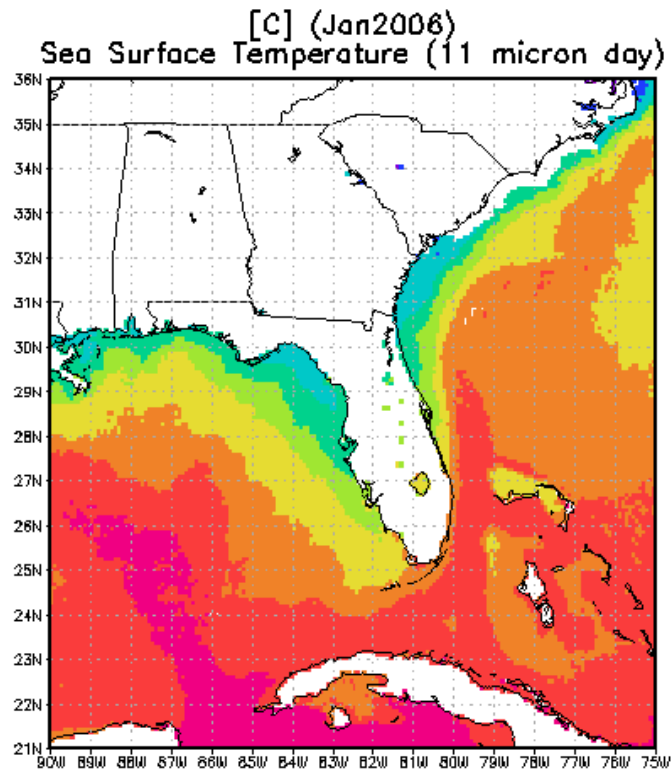 [C] (Jan2006)
Sea Surface Temperature (11 micron day)
36N
35N
34N
33N
32N
31N
30N
29N
28N
27N
26N
25N
24N
23N
22N
21N
90W 89W 88W 87W 86W 85W 84W 83W 82W 81W 80W 79W 78W 77W 76W 75W